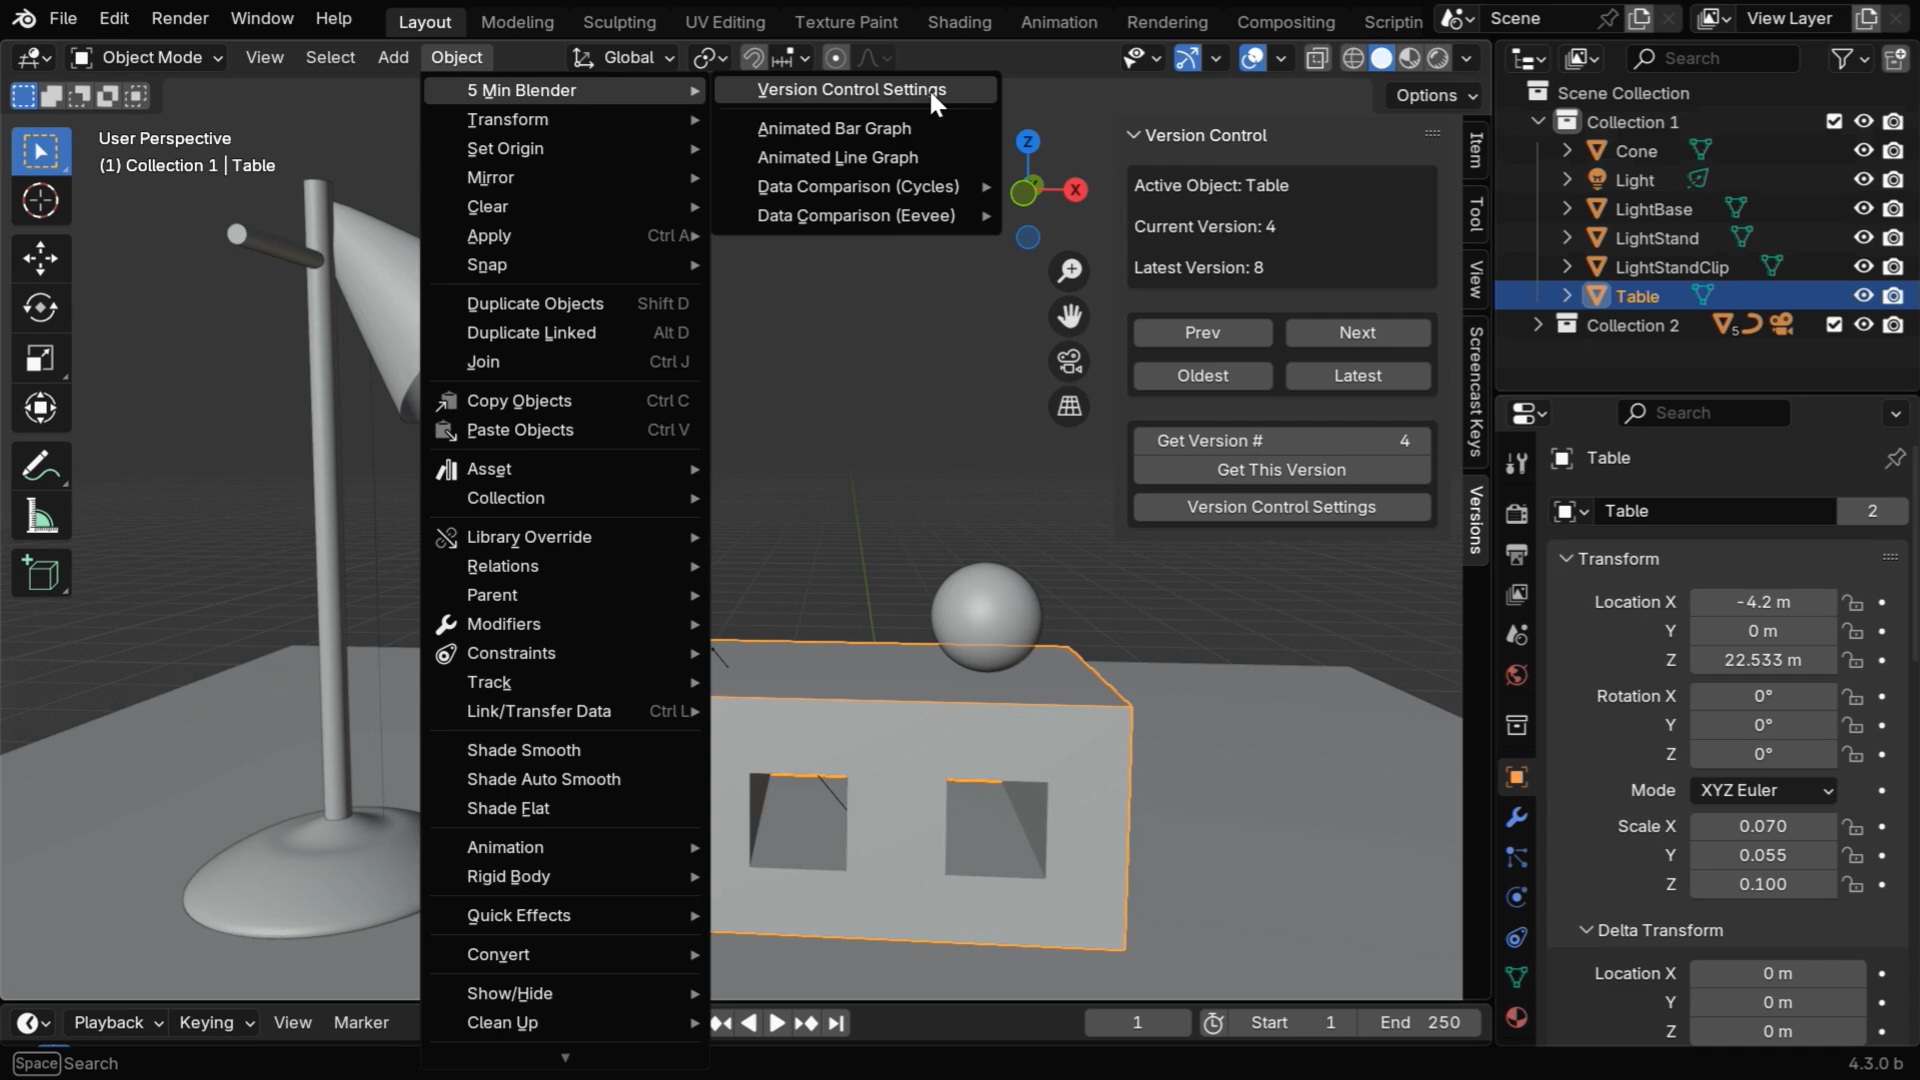 File Edit Render Window Help
Layout Modeling Sculpting UV Editing Texture Paint Shading Animation Rendering Compositing Scriptin
Scene
View Layer
Object Mode View Select Add Object
Global
Search
Options
User Perspective
(1) Collection 1 | Table
5 Min Blender
Transform
Set Origin
Mirror
Clear
Apply Ctrl A
Snap
Duplicate Objects Shift D
Duplicate Linked Alt D
Join Ctrl J
Copy Objects Ctrl C
Paste Objects Ctrl V
Asset
Collection
Library Override
Relations
Parent
Modifiers
Constraints
Track
Link/Transfer Data Ctrl L
Shade Smooth
Shade Auto Smooth
Shade Flat
Animation
Rigid Body
Quick Effects
Convert
Show/Hide
Clean Up
Version Control Settings
Animated Bar Graph
Animated Line Graph
Data Comparison (Cycles)
Data Comparison (Eevee)
Z
X
Version Control
Active Object: Table
Current Version: 4
Latest Version: 8
Prev Next
Oldest Latest
Get Version # 4
Get This Version
Version Control Settings
Item
Tool
View
Screencast Keys
Versions
Scene Collection
Collection 1
Cone
Light
LightBase
LightStand
LightStandClip
Table
Collection 2 5
Search
Table
Table 2
Transform
Location X -4.2 m
Y 0 m
Z 22.533 m
Rotation X 0°
Y 0°
Z 0°
Mode XYZ Euler
Scale X 0.070
Y 0.055
Z 0.100
Delta Transform
Location X 0 m
Y 0 m
Z 0 m
Playback Keying View Marker
1 Start 1 End 250
Space Search
4.3.0 b